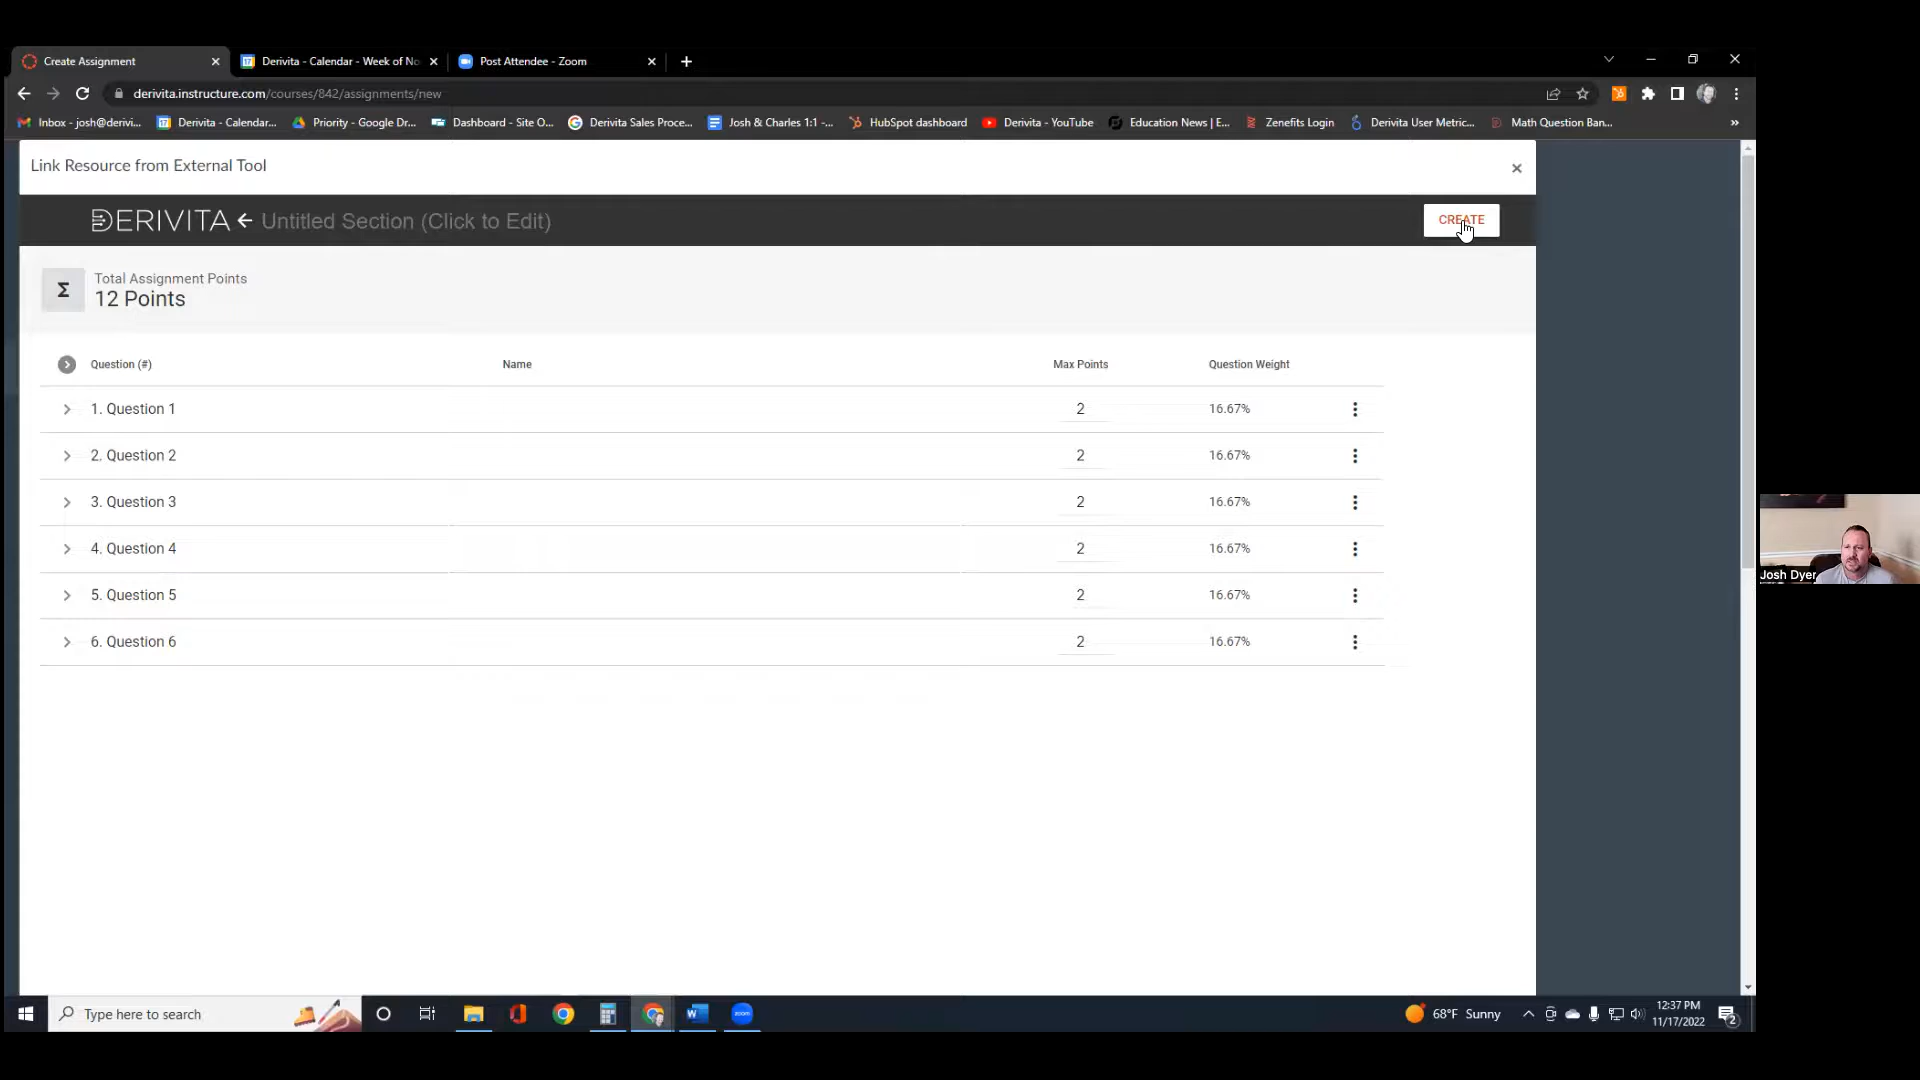 Create Assignment
Derivita - Calendar - Week of No
Post Attendee - Zoom
derivita.instructure.com/courses/842/assignments/new
Inbox - josh@derivi...
Derivita - Calendar...
Priority - Google Dr...
Dashboard - Site O...
Derivita Sales Proce...
Josh & Charles 1:1 -...
HubSpot dashboard
Derivita - YouTube
Education News | E...
Zenefits Login
Derivita User Metric...
Math Question Ban...
Link Resource from External Tool
DERIVITA
Untitled Section (Click to Edit)
CREATE
Σ
Total Assignment Points
12 Points
Question (#) Name Max Points Question Weight
1. Question 1 2 16.67%
2. Question 2 2 16.67%
3. Question 3 2 16.67%
4. Question 4 2 16.67%
5. Question 5 2 16.67%
6. Question 6 2 16.67%
Josh Dyer
Type here to search
zoom
68°F Sunny
12:37 PM
11/17/2022
2